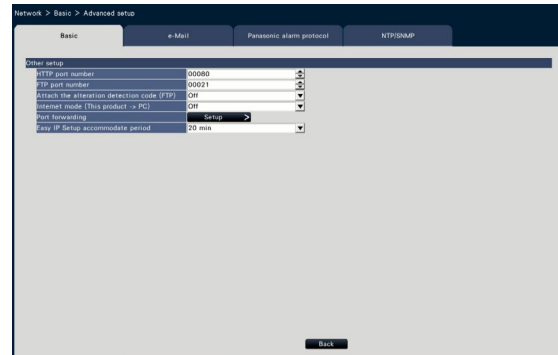 Network > Basic > Advanced setup
Basic e-Mail Panasonic alarm protocol NTP/SNMP
Other setup
HTTP port number 00080
FTP port number 00021
Attach the alteration detection code (FTP) Off
Internet mode (This product -> PC) Off
Port forwarding Setup >
Easy IP Setup accommodate period 20 min
Back